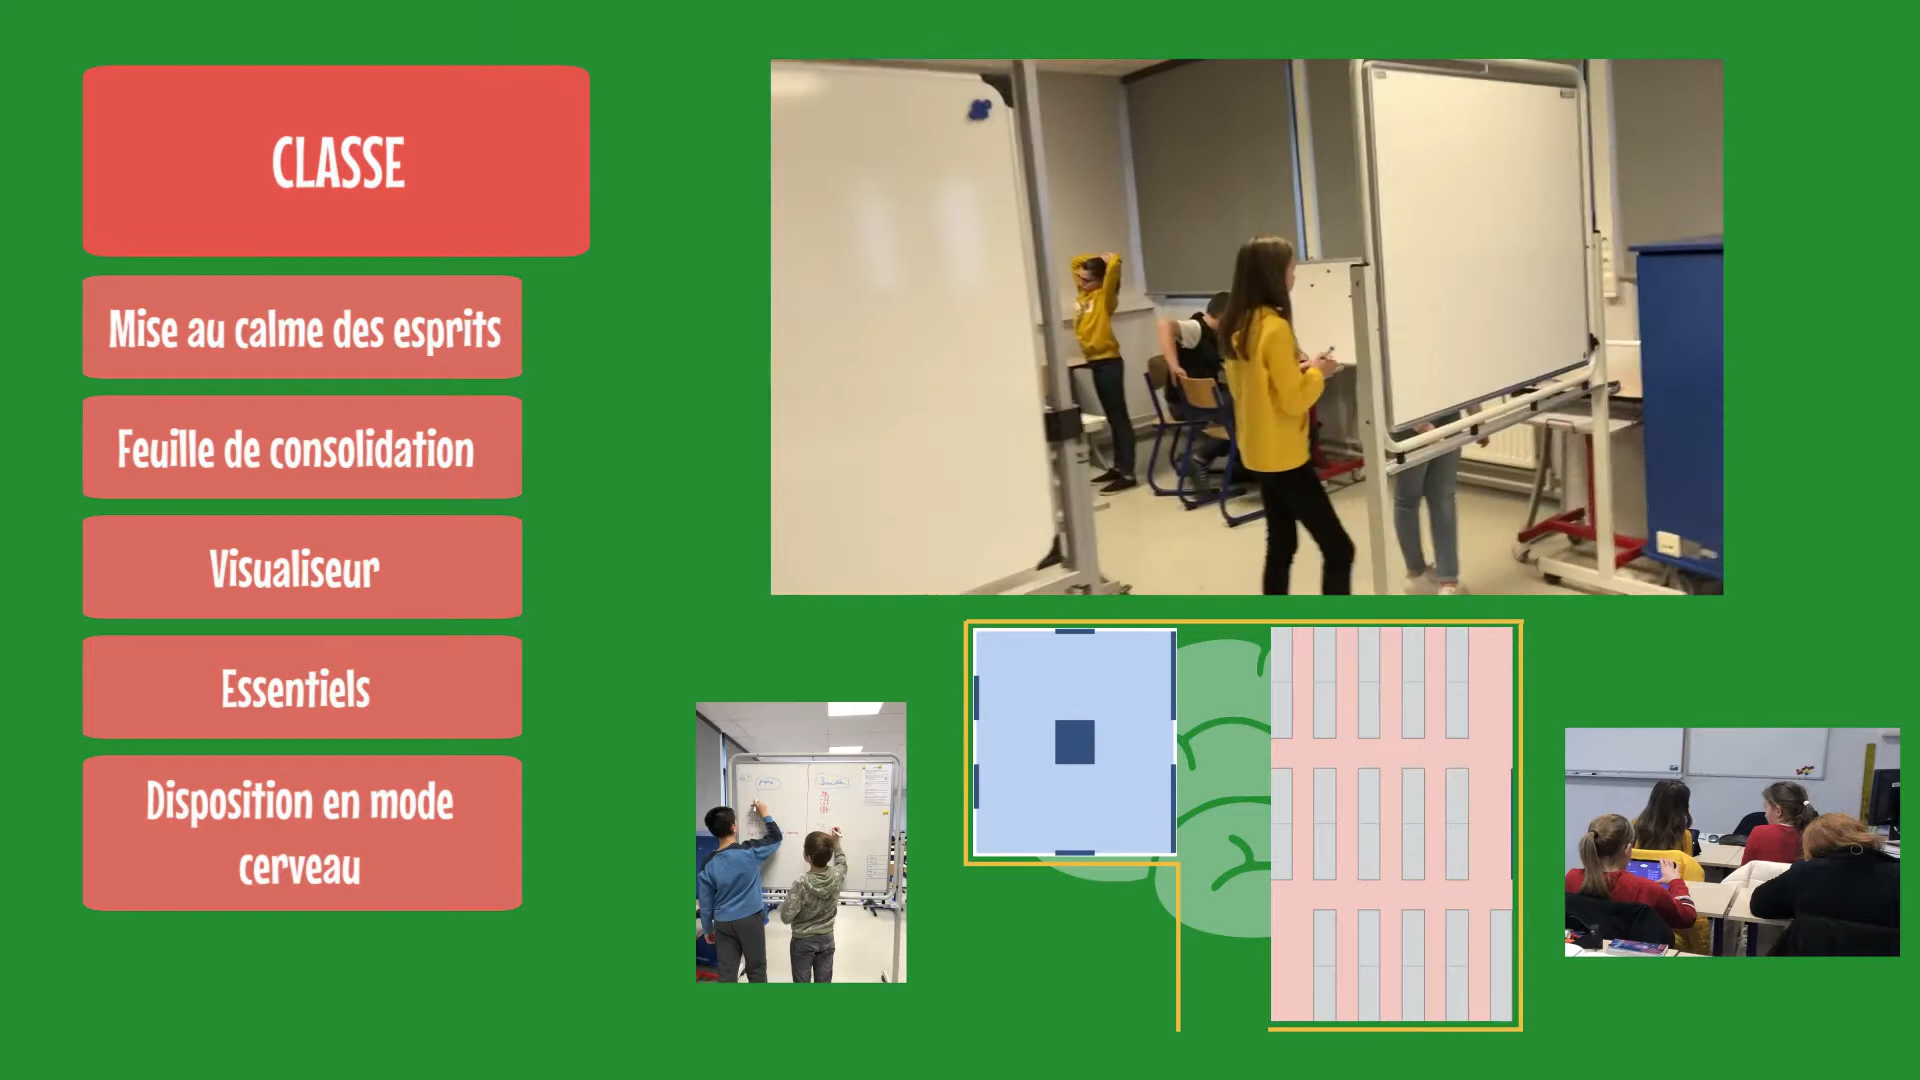 CLASSE
Mise au calme des esprits
Feuille de consolidation
Visualiseur
Essentiels
Disposition en mode
cerveau